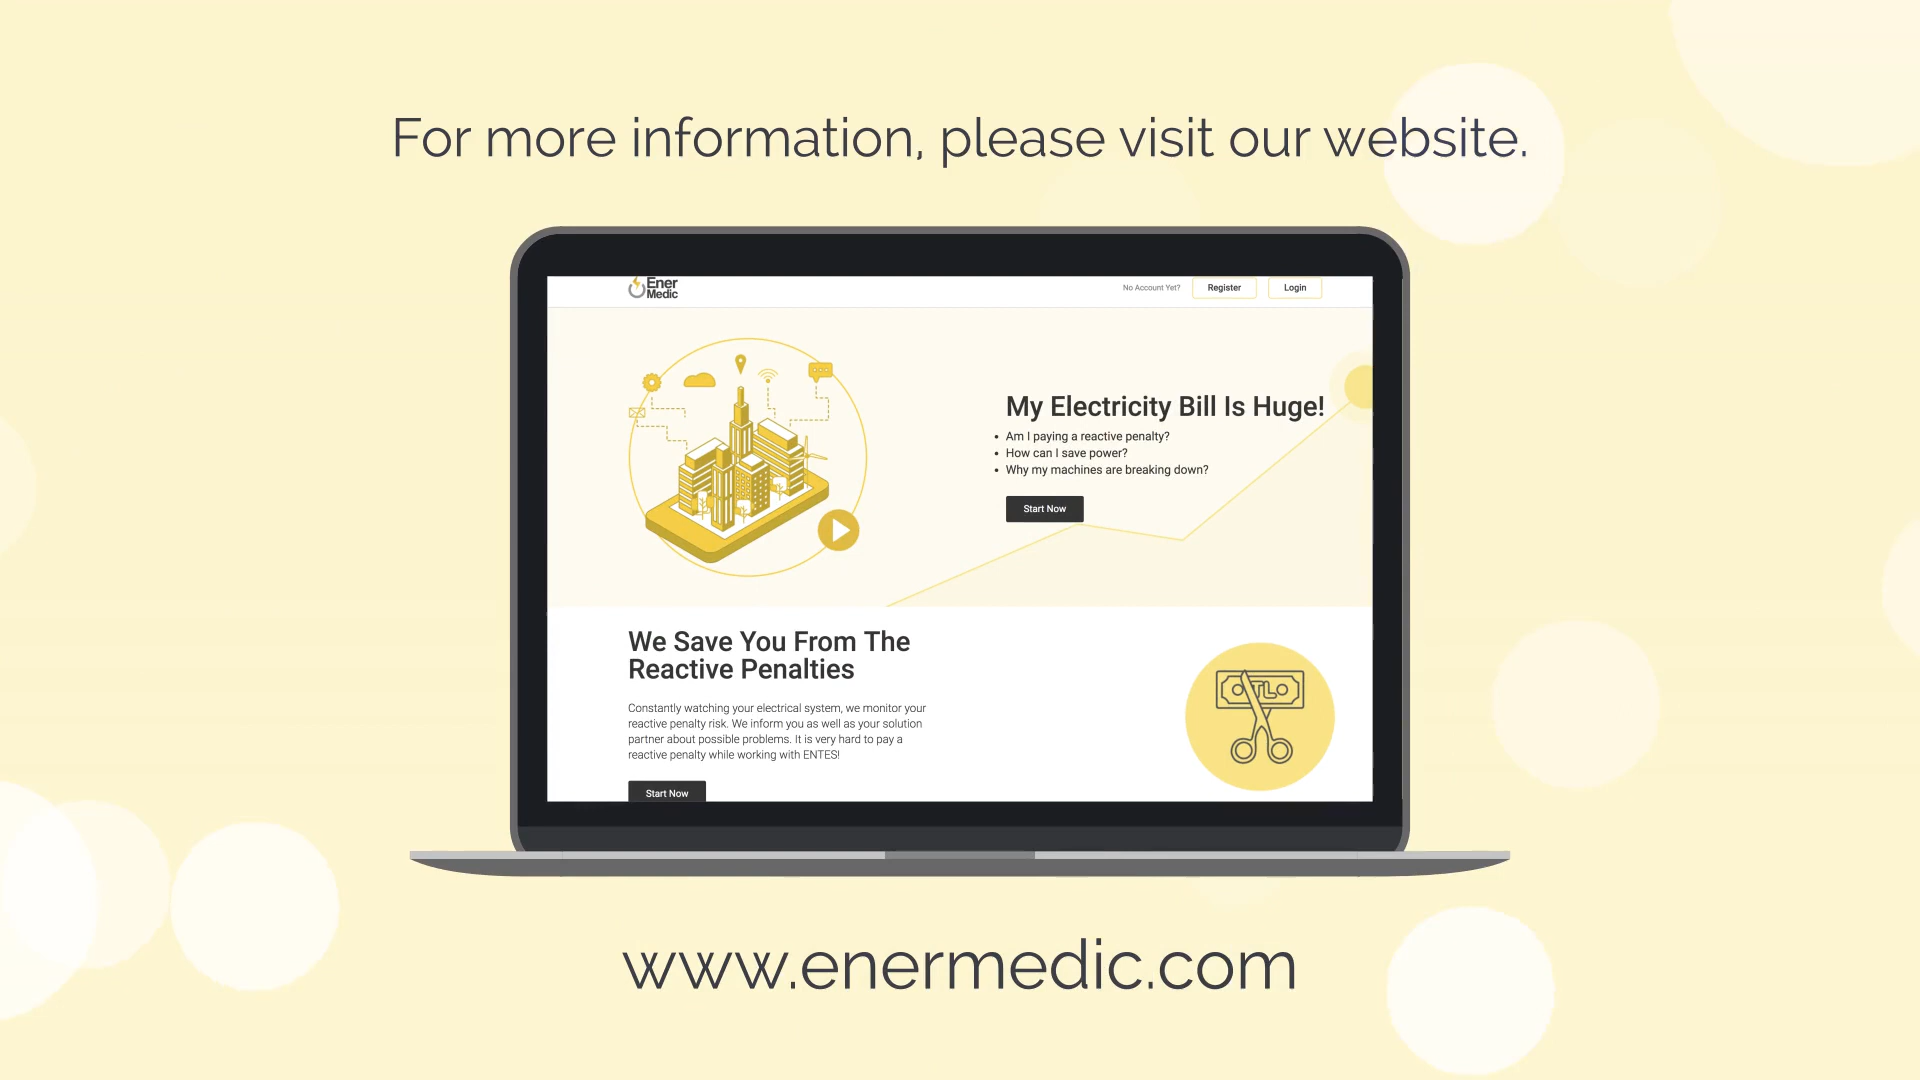 For more information, please visit our website.
Ener
Medic
No Account Yet?
Register
Login
My Electricity Bill Is Huge!
• Am I paying a reactive penalty?
• How can I save power?
• Why my machines are breaking down?
Start Now
We Save You From The
Reactive Penalties
Constantly watching your electrical system, we monitor your
reactive penalty risk. We inform you as well as your solution
partner about possible problems. It is very hard to pay a
reactive penalty while working with ENTES!
TL
Start Now
www.enermedic.com